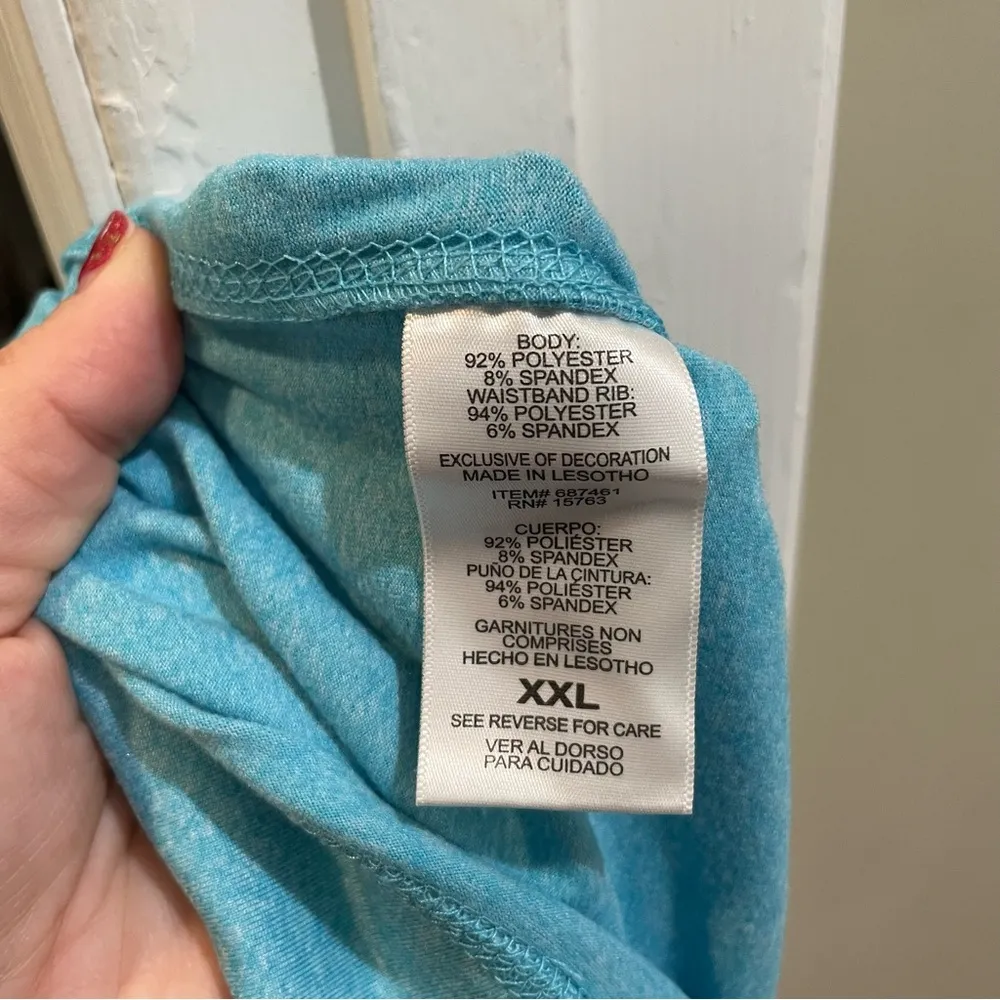 BODY:
92% POLYESTER
8% SPANDEX
WAISTBAND RIB:
94% POLYESTER
6% SPANDEX
EXCLUSIVE OF DECORATION
MADE IN LESOTHO
ITEM# 687461
RN# 15763
CUERPO:
92% POLIÉSTER
8% SPANDEX
PUÑO DE LA CINTURA:
94% POLIÉSTER
6% SPANDEX
GARNITURES NON
COMPRISES
HECHO EN LESOTHO
XXL
SEE REVERSE FOR CARE
VER AL DORSO
PARA CUIDADO